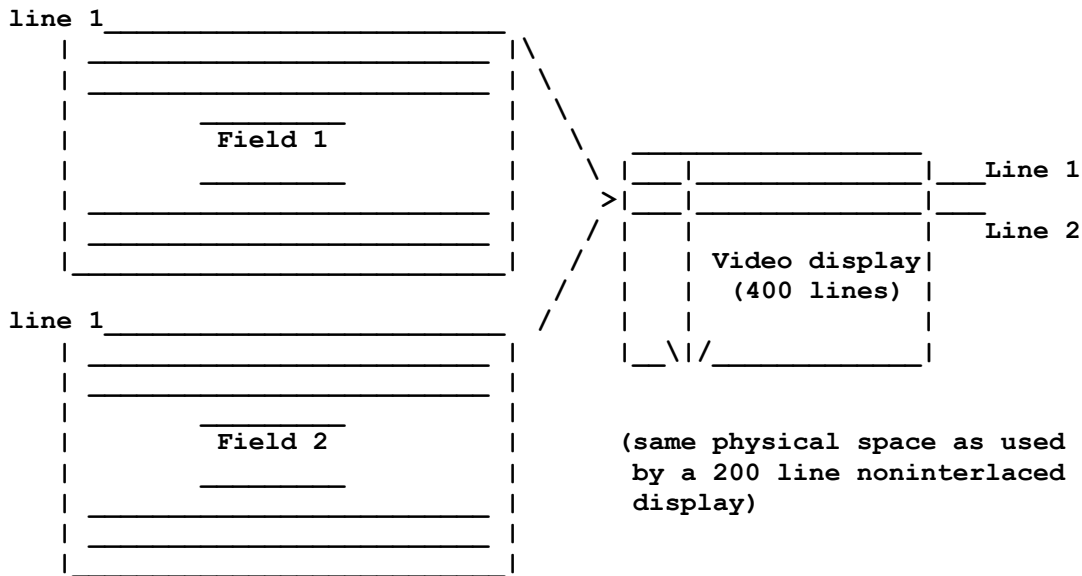 line 1
Field 1
Line 1
Line 2
Video display
(400 lines)
line 1
Field 2
(same physical space as used
by a 200 line noninterlaced
display)